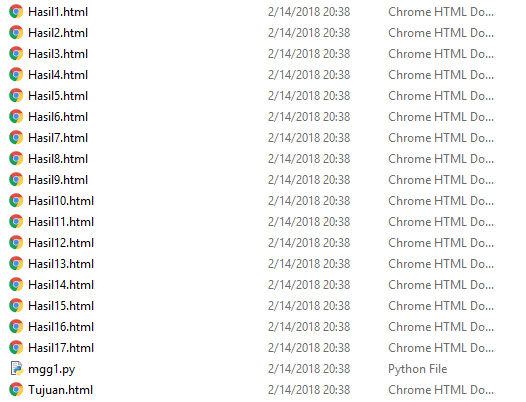 Hasil1.html 2/14/2018 20:38 Chrome HTML Do...
Hasil2.html 2/14/2018 20:38 Chrome HTML Do...
Hasil3.html 2/14/2018 20:38 Chrome HTML Do...
Hasil4.html 2/14/2018 20:38 Chrome HTML Do...
Hasil5.html 2/14/2018 20:38 Chrome HTML Do...
Hasil6.html 2/14/2018 20:38 Chrome HTML Do...
Hasil7.html 2/14/2018 20:38 Chrome HTML Do...
Hasil8.html 2/14/2018 20:38 Chrome HTML Do...
Hasil9.html 2/14/2018 20:38 Chrome HTML Do...
Hasil10.html 2/14/2018 20:38 Chrome HTML Do...
Hasil11.html 2/14/2018 20:38 Chrome HTML Do...
Hasil12.html 2/14/2018 20:38 Chrome HTML Do...
Hasil13.html 2/14/2018 20:38 Chrome HTML Do...
Hasil14.html 2/14/2018 20:38 Chrome HTML Do...
Hasil15.html 2/14/2018 20:38 Chrome HTML Do...
Hasil16.html 2/14/2018 20:38 Chrome HTML Do...
Hasil17.html 2/14/2018 20:38 Chrome HTML Do...
mgg1.py 2/14/2018 20:38 Python File
Tujuan.html 2/14/2018 20:38 Chrome HTML Do...